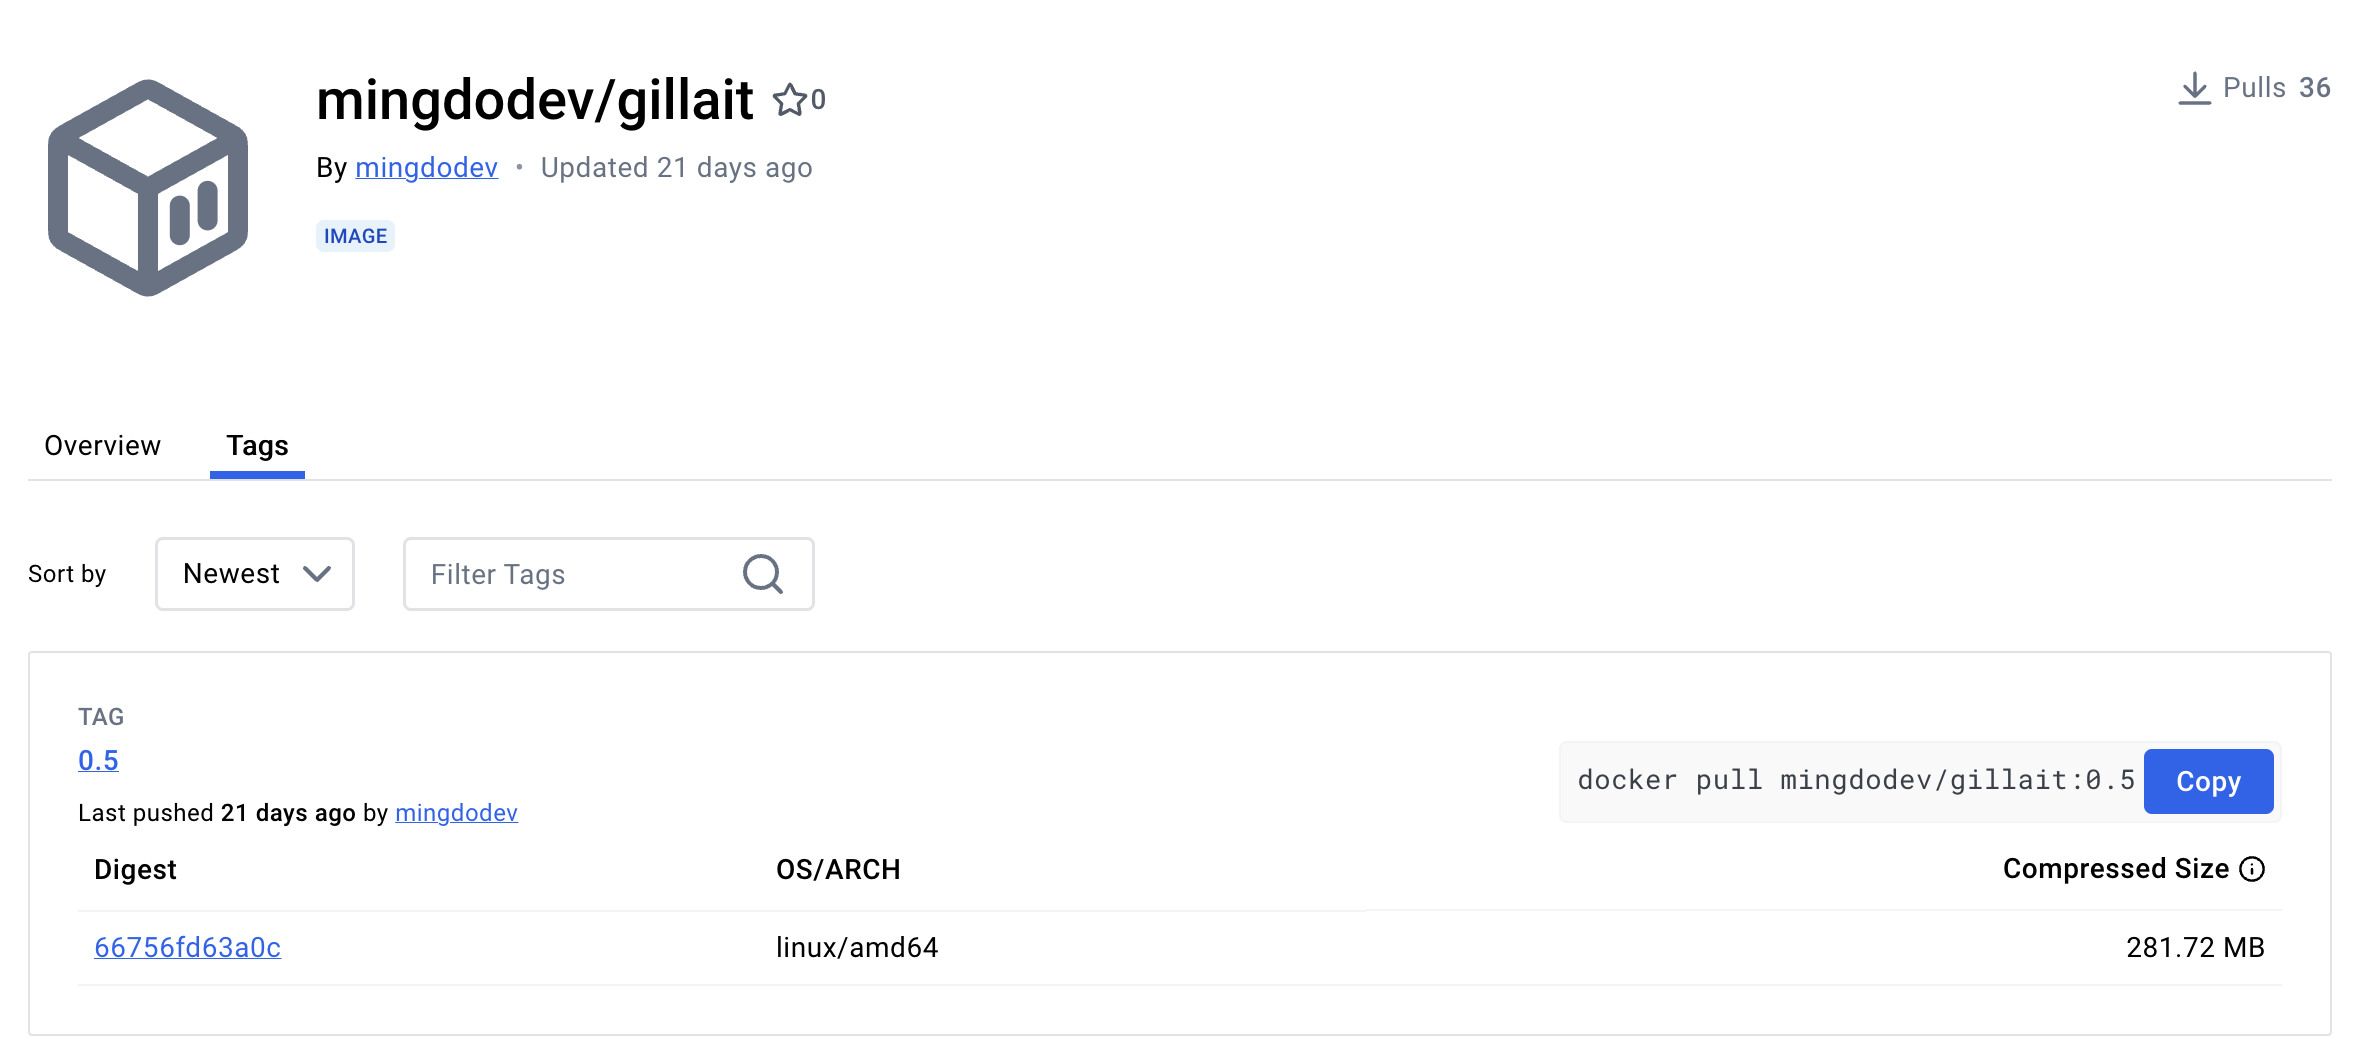 mingdodev/gillait 0
Pulls 36
By mingdodev • Updated 21 days ago
IMAGE
Overview Tags
Sort by Newest Filter Tags
TAG
0.5
docker pull mingdodev/gillait:0.5 Copy
Last pushed 21 days ago by mingdodev
Digest OS/ARCH Compressed Size
66756fd63a0c linux/amd64 281.72 MB